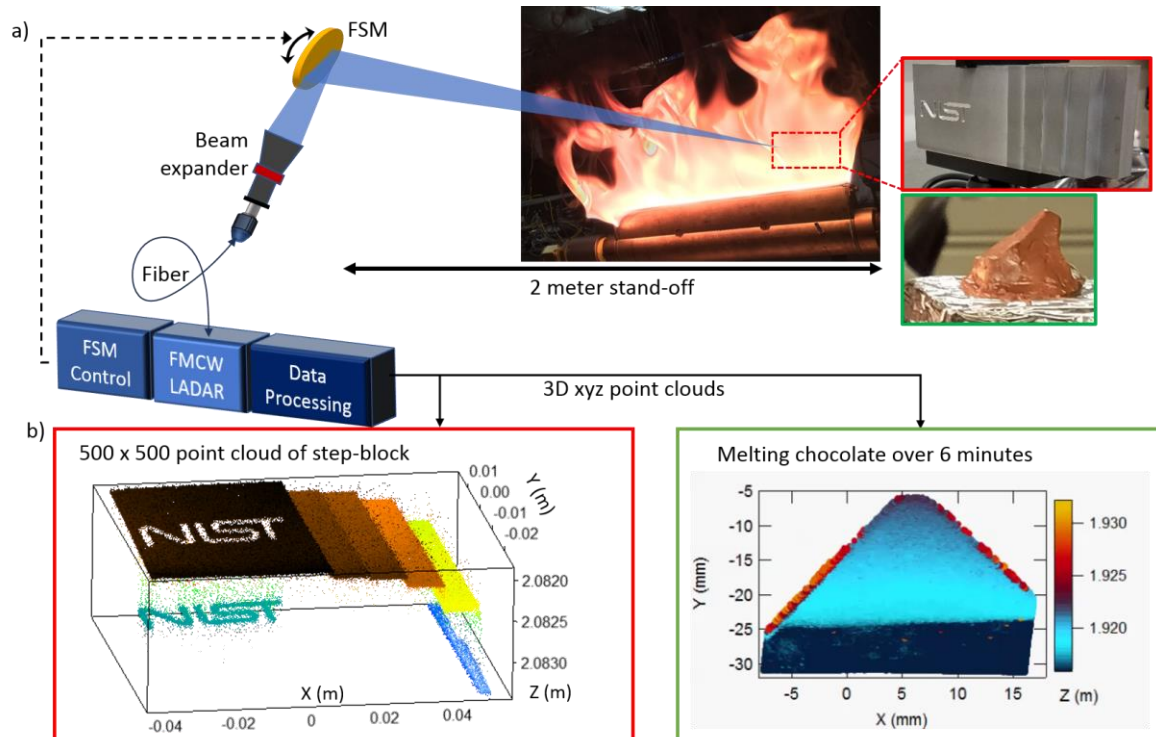 a)
FSM
Beam
expander
NIST
Fiber
2 meter stand-off
FSM
Control
FMCW
LADAR
Data
Processing
3D xyz point clouds
b)
500 x 500 point cloud of step-block
NIST
NIST
0.01
0.00
-0.01
-0.02
Y (m)
2.0820
2.0825
2.0830
Z (m)
X (m)
-0.04
-0.02
0
0.02
0.04
Melting chocolate over 6 minutes
-5
-10
-15
-20
-25
-30
Y (mm)
-5
0
5
10
15
X (mm)
1.930
1.925
1.920
Z (m)